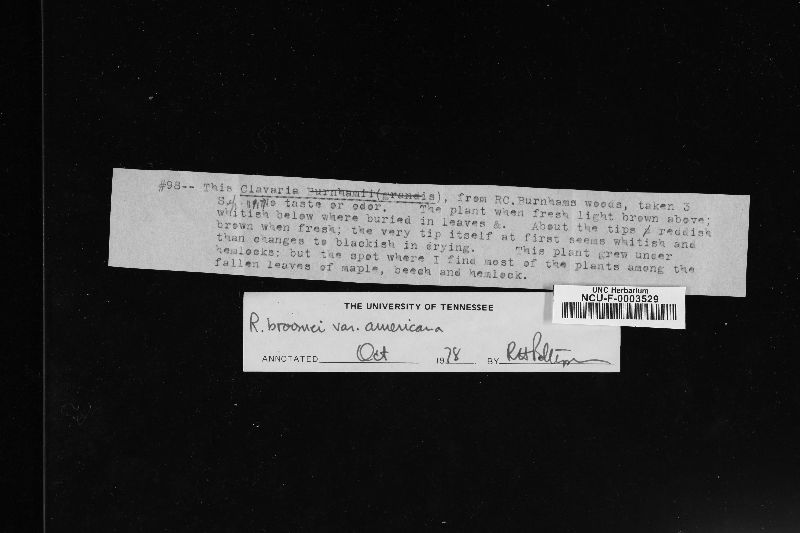 #98-- This Clavaria Burnhamii(grandis), from RC.Burnhams woods, taken 3
S. No taste or odor. The plant when fresh light brown above;
whitish below where buried in leaves &. About the tips reddish
brown when fresh; the very tip itself at first seems whitish and
than changes to blackish in drying. This plant grew under
hemlocks; but the spot where I find most of the plants among the
fallen leaves of maple, beech and hemlock.
UNC Herbarium
NCU-F-0003529
THE UNIVERSITY OF TENNESSEE
R. broomei var. americana
ANNOTATED Oct 1978 BY